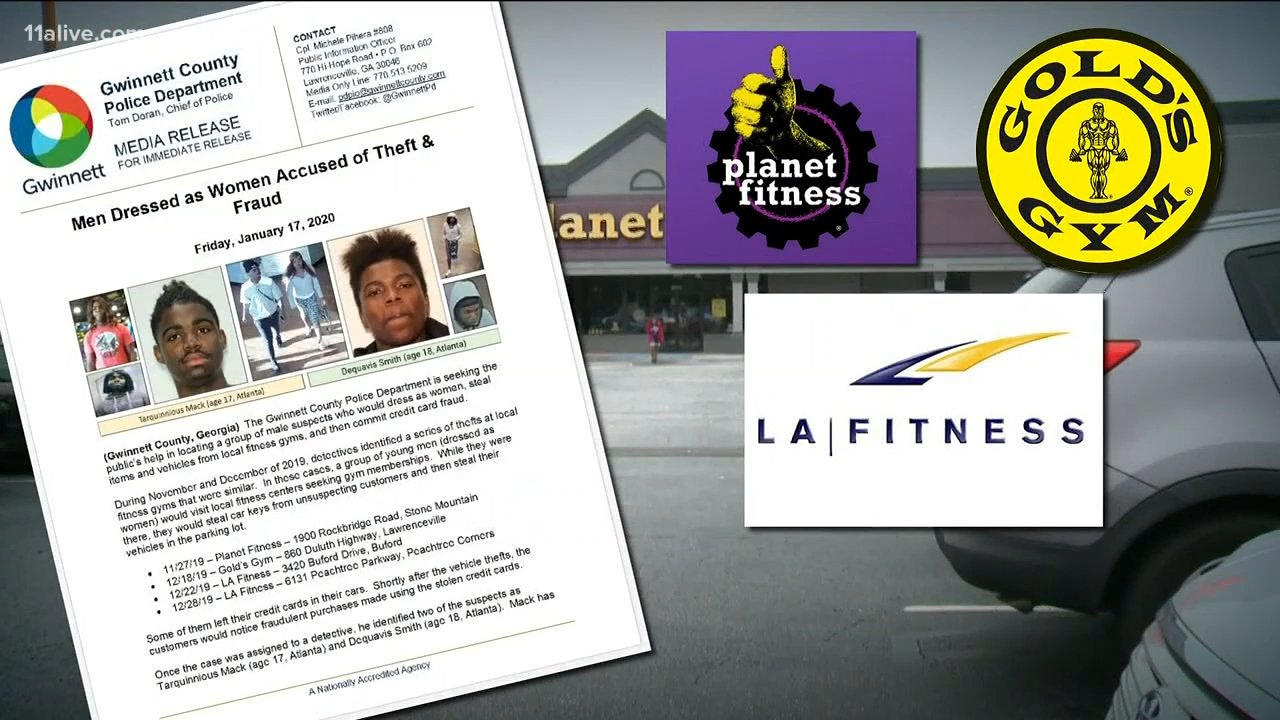 11alive.com
Gwinnett County
Police Department
Tom Doran, Chief of Police
MEDIA RELEASE
FOR IMMEDIATE RELEASE
Gwinnett
CONTACT
Cpl. Michele Pihera #808
Public Information Officer
770 Hi Hope Road • P.O. Box 602
Lawrenceville, GA 30046
Media Only Line: 770.513.5209
E-mail: pdpio@gwinnettcounty.com
Twitter/Facebook: @GwinnettPd
Men Dressed as Women Accused of Theft &
Fraud
Friday, January 17, 2020
Tarquinnious Mack (age 17, Atlanta)
Dequavis Smith (age 18, Atlanta)
(Gwinnett County, Georgia) The Gwinnett County Police Department is seeking the
public's help in locating a group of male suspects who would dress as women, steal
items and vehicles from local fitness gyms, and then commit credit card fraud.
During November and December of 2019, detectives identified a series of thefts at local
fitness gyms that were similar. In these cases, a group of young men (dressed as
women) would visit local fitness centers seeking gym memberships. While they were
there, they would steal car keys from unsuspecting customers and then steal their
vehicles in the parking lot.
• 11/27/19 – Planet Fitness – 1900 Rockbridge Road, Stone Mountain
• 12/18/19 – Gold's Gym – 860 Duluth Highway, Lawrenceville
• 12/22/19 – LA Fitness – 3420 Buford Drive, Buford
• 12/28/19 – LA Fitness – 6131 Peachtree Parkway, Peachtree Corners
Some of them left their credit cards in their cars. Shortly after the vehicle thefts, the
customers would notice fraudulent purchases made using the stolen credit cards.
Once the case was assigned to a detective, he identified two of the suspects as
Tarquinnious Mack (age 17, Atlanta) and Dequavis Smith (age 18, Atlanta). Mack has
A Nationally Accredited Agency
lanet
planet
fitness
GOLD'S
GYM
LA|FITNESS